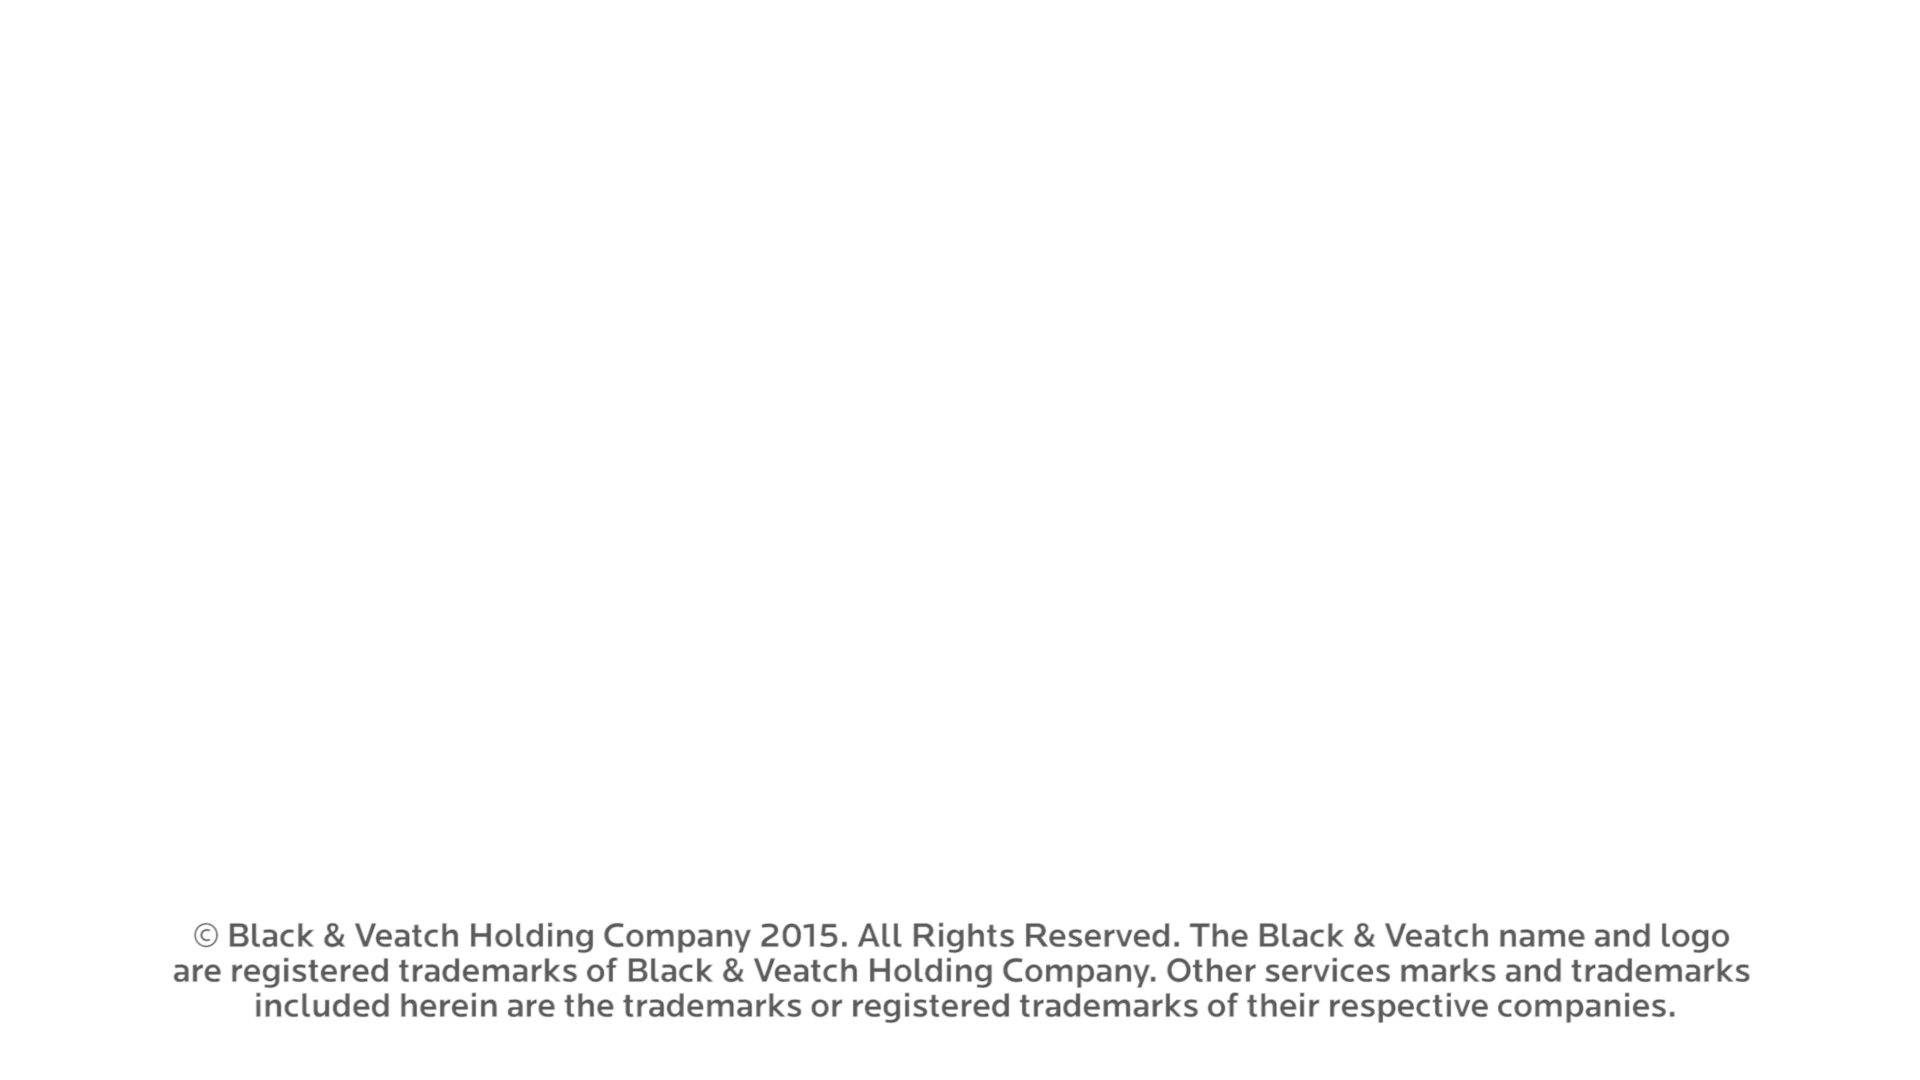 © Black & Veatch Holding Company 2015. All Rights Reserved. The Black & Veatch name and logo
are registered trademarks of Black & Veatch Holding Company. Other services marks and trademarks
included herein are the trademarks or registered trademarks of their respective companies.